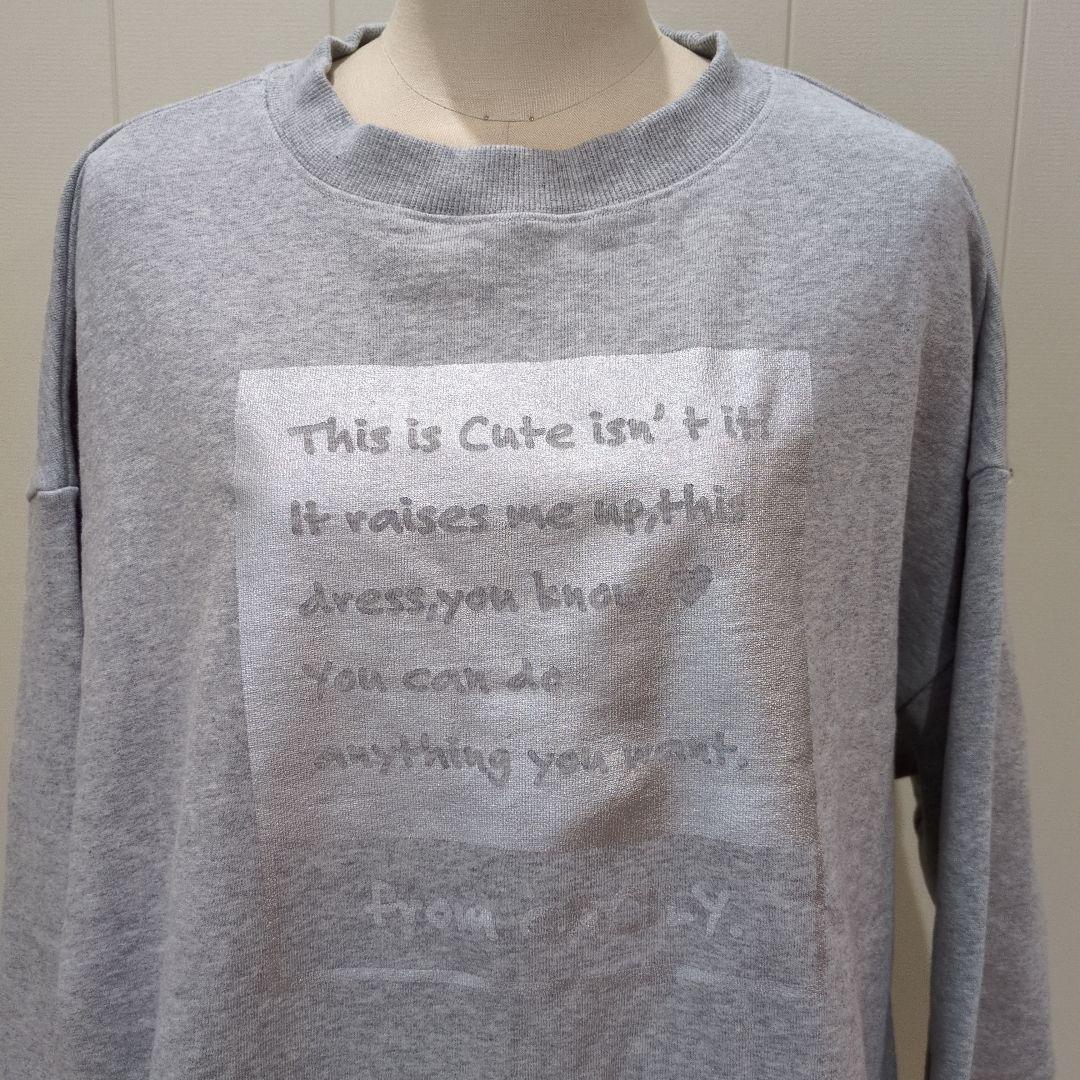 This is Cute isn't it!
It raises me up,this
dress,you know ♡
You can do
anything you want.
from